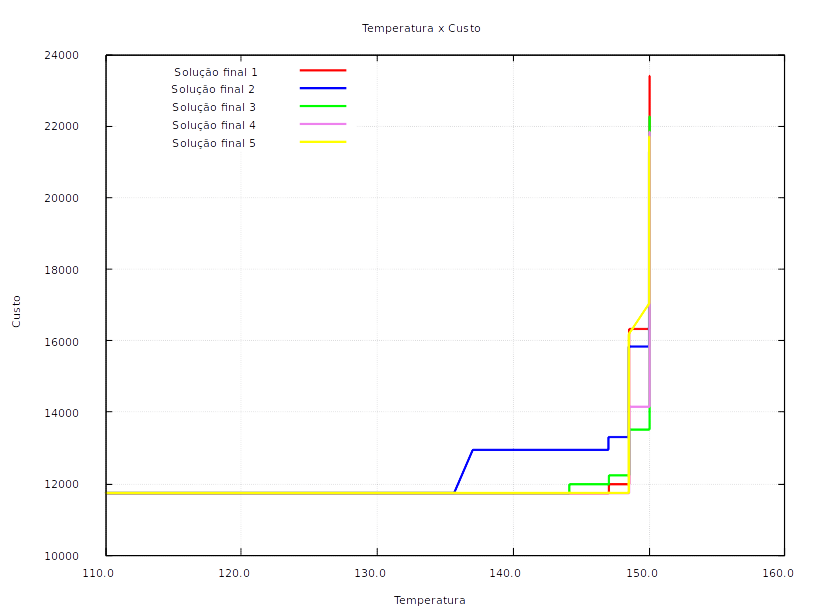 Temperatura x Custo
24000
22000
20000
18000
16000
14000
12000
10000
Custo
Solução final 1
Solução final 2
Solução final 3
Solução final 4
Solução final 5
110.0 120.0 130.0 140.0 150.0 160.0
Temperatura